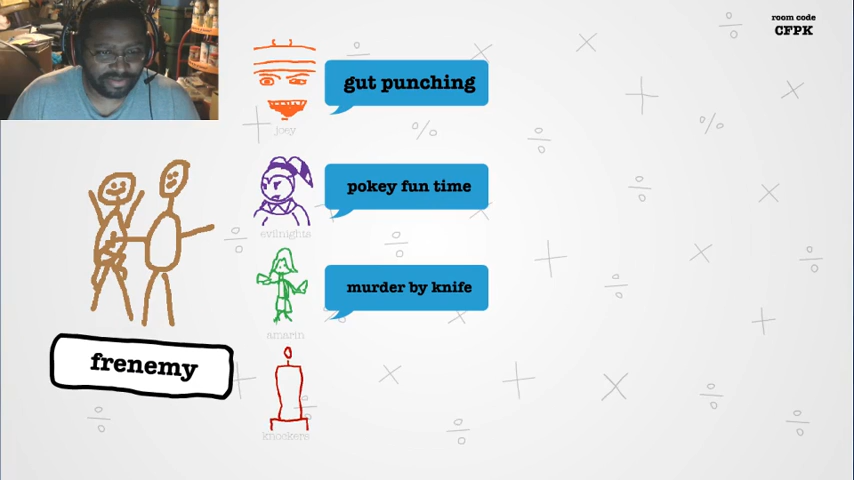 room code
CFPK
gut punching
joey
pokey fun time
evilnights
murder by knife
amarin
frenemy
knockers